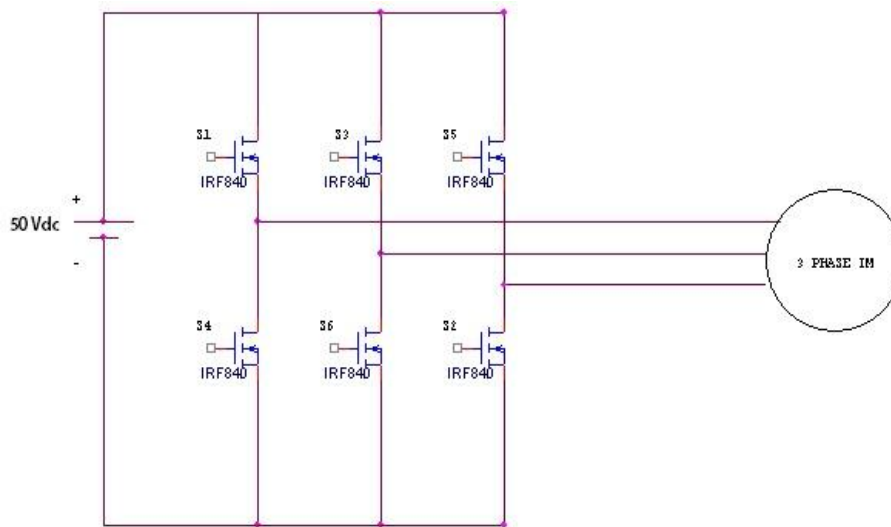 S1
S3
S5
IRF840
IRF840
IRF840
+
50 Vdc
-
3 PHASE IM
S4
S6
S2
IRF840
IRF840
IRF840